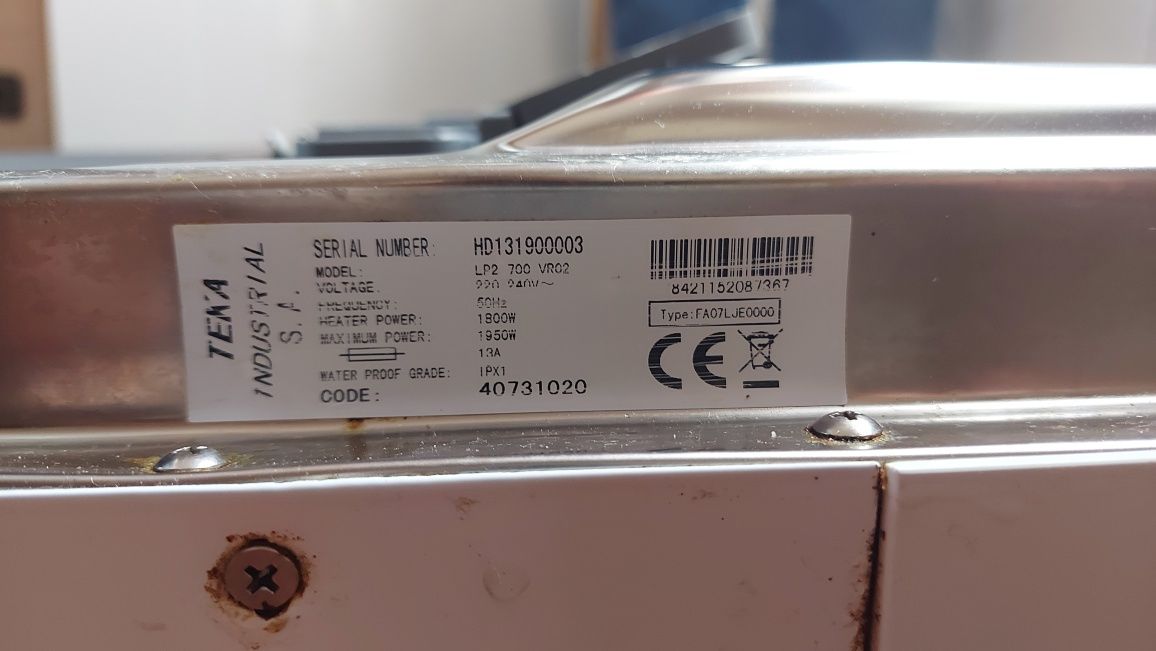 TEKA
INDUSTRIAL
S.A.
SERIAL NUMBER: HD131900003
MODEL: LP2 700 VR02
VOLTAGE: 220 240V~
FREQUENCY: 50Hz
HEATER POWER: 1800W
MAXIMUM POWER: 1950W
13A
WATER PROOF GRADE: IPX1
CODE: 40731020
8421152087367
Type:FA07LJE0000
CE